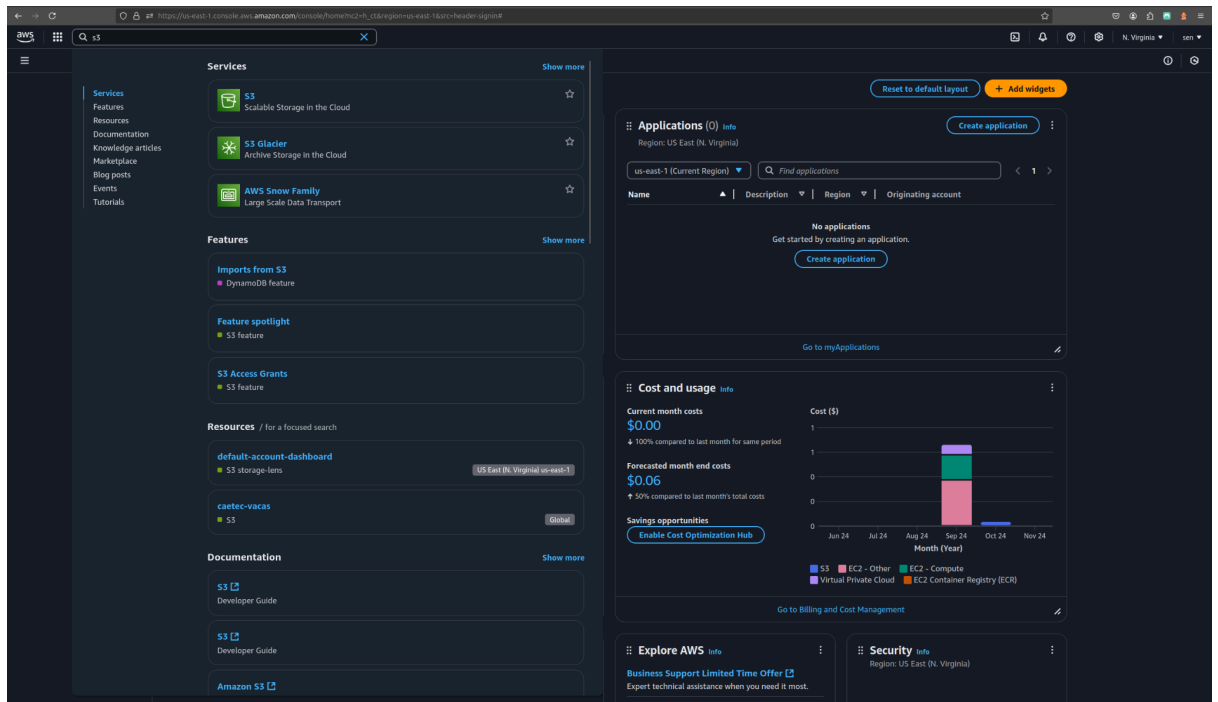 https://us-east-1.console.aws.amazon.com/console/home?nc2=h_ct&region=us-east-1&src=header-signin#
aws
s3
N. Virginia
sen
Services
Features
Resources
Documentation
Knowledge articles
Marketplace
Blog posts
Events
Tutorials
Services Show more
S3
Scalable Storage in the Cloud
S3 Glacier
Archive Storage in the Cloud
AWS Snow Family
Large Scale Data Transport
Features Show more
Imports from S3
DynamoDB feature
Feature spotlight
S3 feature
S3 Access Grants
S3 feature
Resources / for a focused search
default-account-dashboard
S3 storage-lens
US East (N. Virginia) us-east-1
caetec-vacas
S3
Global
Documentation Show more
S3
Developer Guide
S3
Developer Guide
Amazon S3
Reset to default layout
+ Add widgets
Applications (0) Info
Region: US East (N. Virginia)
Create application
us-east-1 (Current Region)
Find applications
1
Name Description Region Originating account
No applications
Get started by creating an application.
Create application
Go to myApplications
Cost and usage Info
Current month costs
$0.00
100% compared to last month for same period
Forecasted month end costs
$0.06
50% compared to last month's total costs
Savings opportunities
Enable Cost Optimization Hub
Cost ($)
1
1
0
0
0
Jun 24 Jul 24 Aug 24 Sep 24 Oct 24 Nov 24
Month (Year)
S3 EC2 - Other EC2 - Compute
Virtual Private Cloud EC2 Container Registry (ECR)
Go to Billing and Cost Management
Explore AWS Info
Business Support Limited Time Offer
Expert technical assistance when you need it most.
Security Info
Region: US East (N. Virginia)